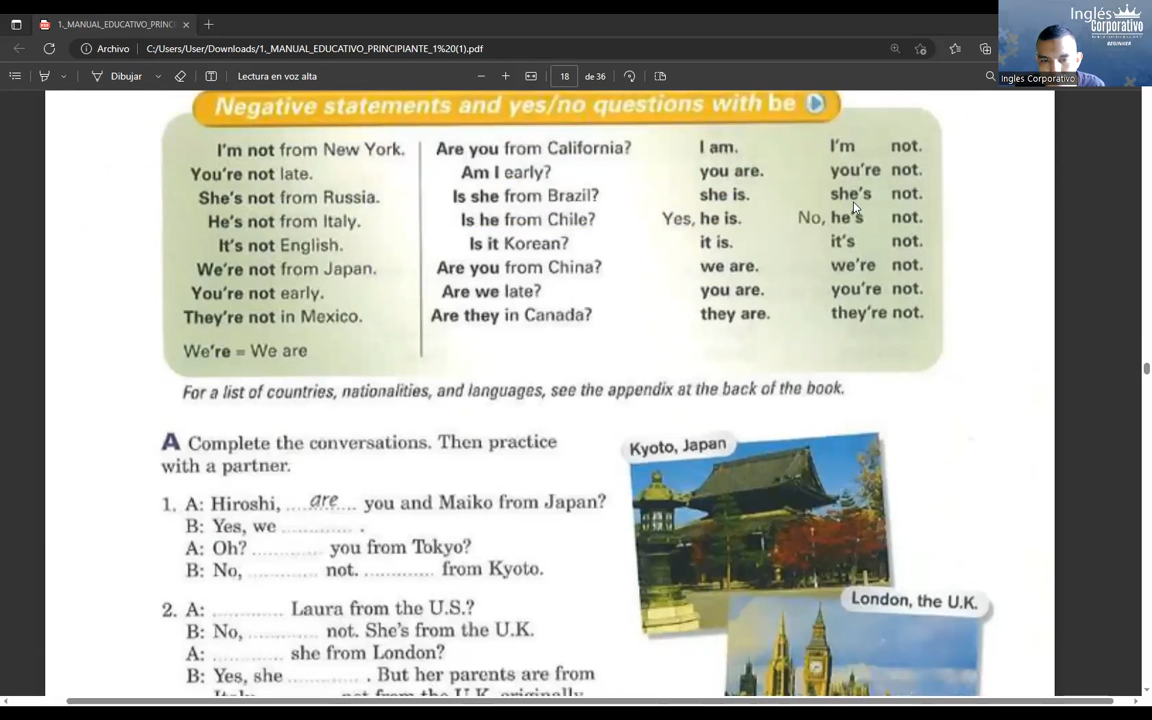 1._MANUAL_EDUCATIVO_PRINCI
Archivo C:/Users/User/Downloads/1._MANUAL_EDUCATIVO_PRINCIPIANTE_1%20(1).pdf
Dibujar Lectura en voz alta 18 de 36
Inglés
Corporativo
BEGINNER
Ingles Corporativo
Negative statements and yes/no questions with be
I'm not from New York. Are you from California? I am. I'm not.
You're not late. Am I early? you are. you're not.
She's not from Russia. Is she from Brazil? she is. she's not.
He's not from Italy. Is he from Chile? Yes, he is. No, he's not.
It's not English. Is it Korean? it is. it's not.
We're not from Japan. Are you from China? we are. we're not.
You're not early. Are we late? you are. you're not.
They're not in Mexico. Are they in Canada? they are. they're not.
We're = We are
For a list of countries, nationalities, and languages, see the appendix at the back of the book.
A Complete the conversations. Then practice
with a partner.
1. A: Hiroshi, are you and Maiko from Japan?
B: Yes, we ............ .
A: Oh? ............ you from Tokyo?
B: No, ............ not. ............ from Kyoto.
2. A: ............ Laura from the U.S.?
B: No, ............ not. She's from the U.K.
A: ............ she from London?
B: Yes, she ............ . But her parents are from
Italy. ............ not from the U.K. originally.
Kyoto, Japan
London, the U.K.